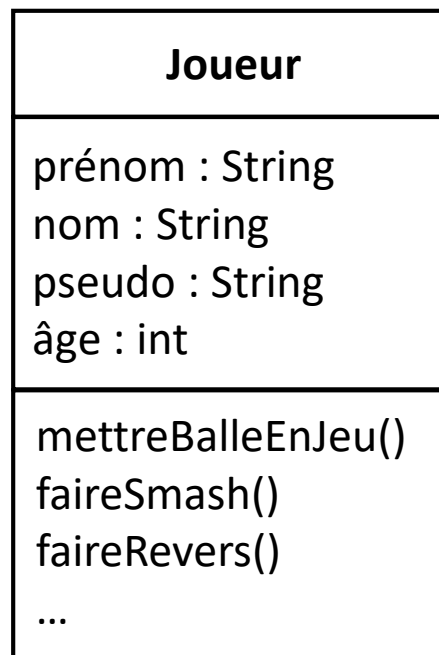 Joueur
prénom : String
nom : String
pseudo : String
âge : int
mettreBalleEnJeu()
faireSmash()
faireRevers()
...